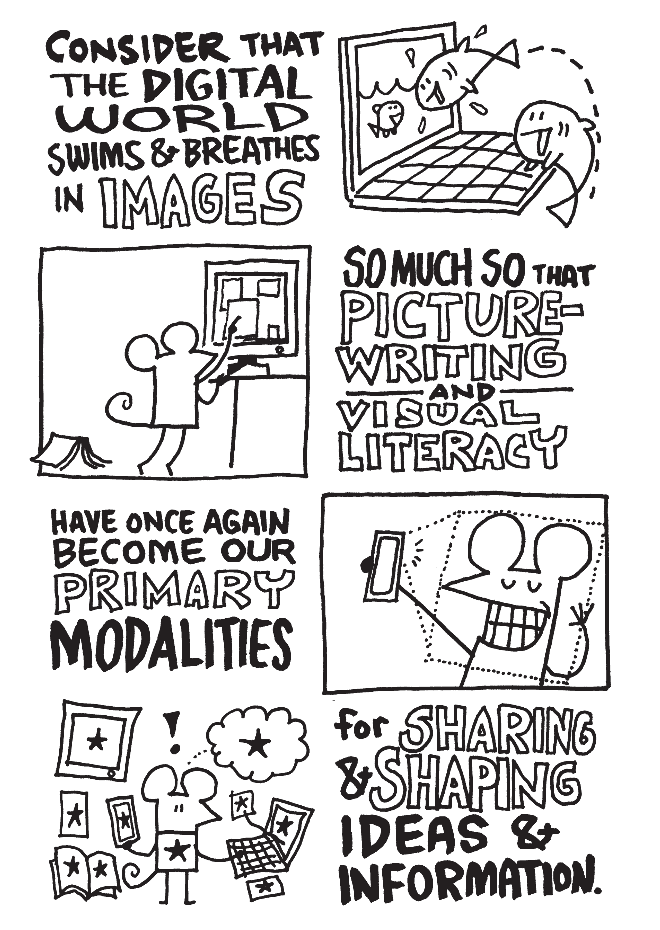 CONSIDER THAT
THE DIGITAL
WORLD
SWIMS & BREATHES
IN IMAGES
SO MUCH SO THAT
PICTURE-
WRITING
AND
VISUAL
LITERACY
HAVE ONCE AGAIN
BECOME OUR
PRIMARY
MODALITIES
!
for SHARING
& SHAPING
IDEAS &
INFORMATION.